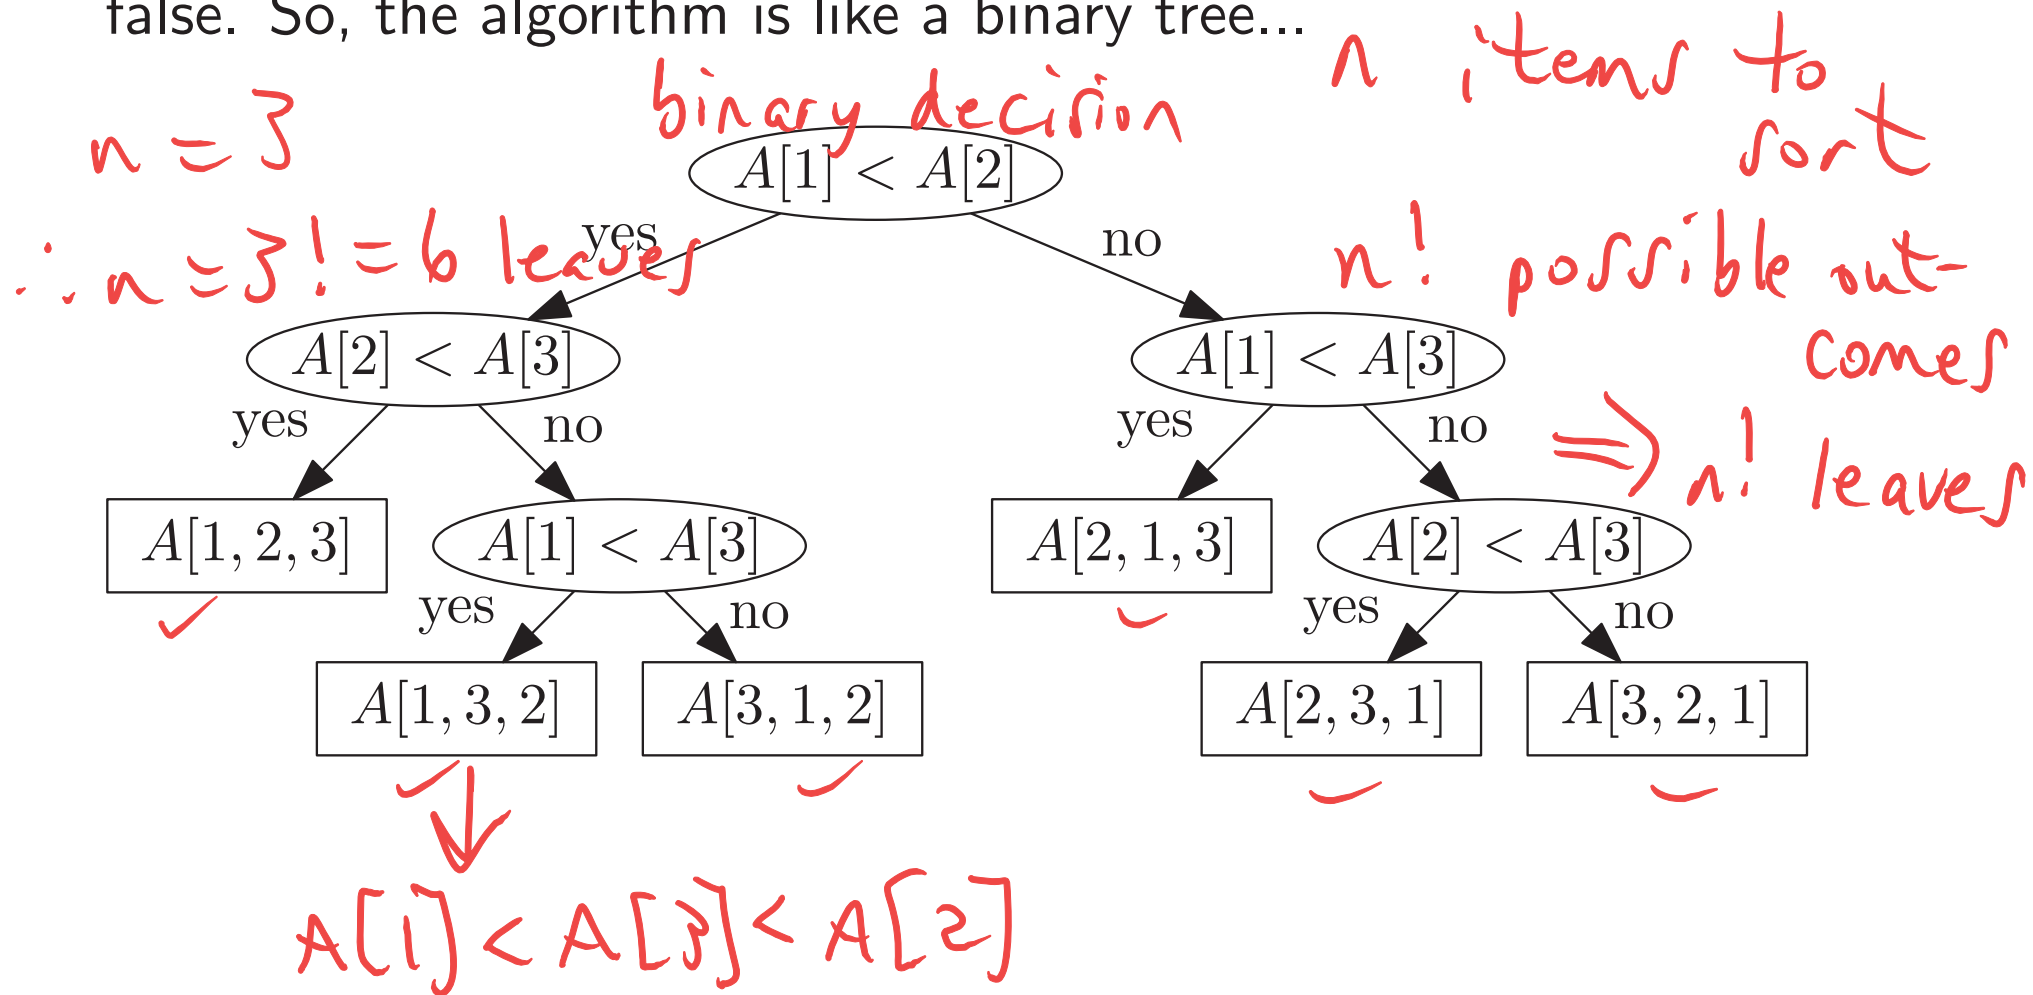 false. So, the algorithm is like a binary tree...
n items to
sort
binary decision
n = 3
A[1] < A[2]
yes
no
∴ n = 3! = 6 leaves
n! possible out-
comes
A[2] < A[3]
A[1] < A[3]
yes
no
yes
no
⇒ n! leaves
A[1, 2, 3]
A[1] < A[3]
A[2, 1, 3]
A[2] < A[3]
yes
no
yes
no
A[1, 3, 2]
A[3, 1, 2]
A[2, 3, 1]
A[3, 2, 1]
A[1] < A[3] < A[2]